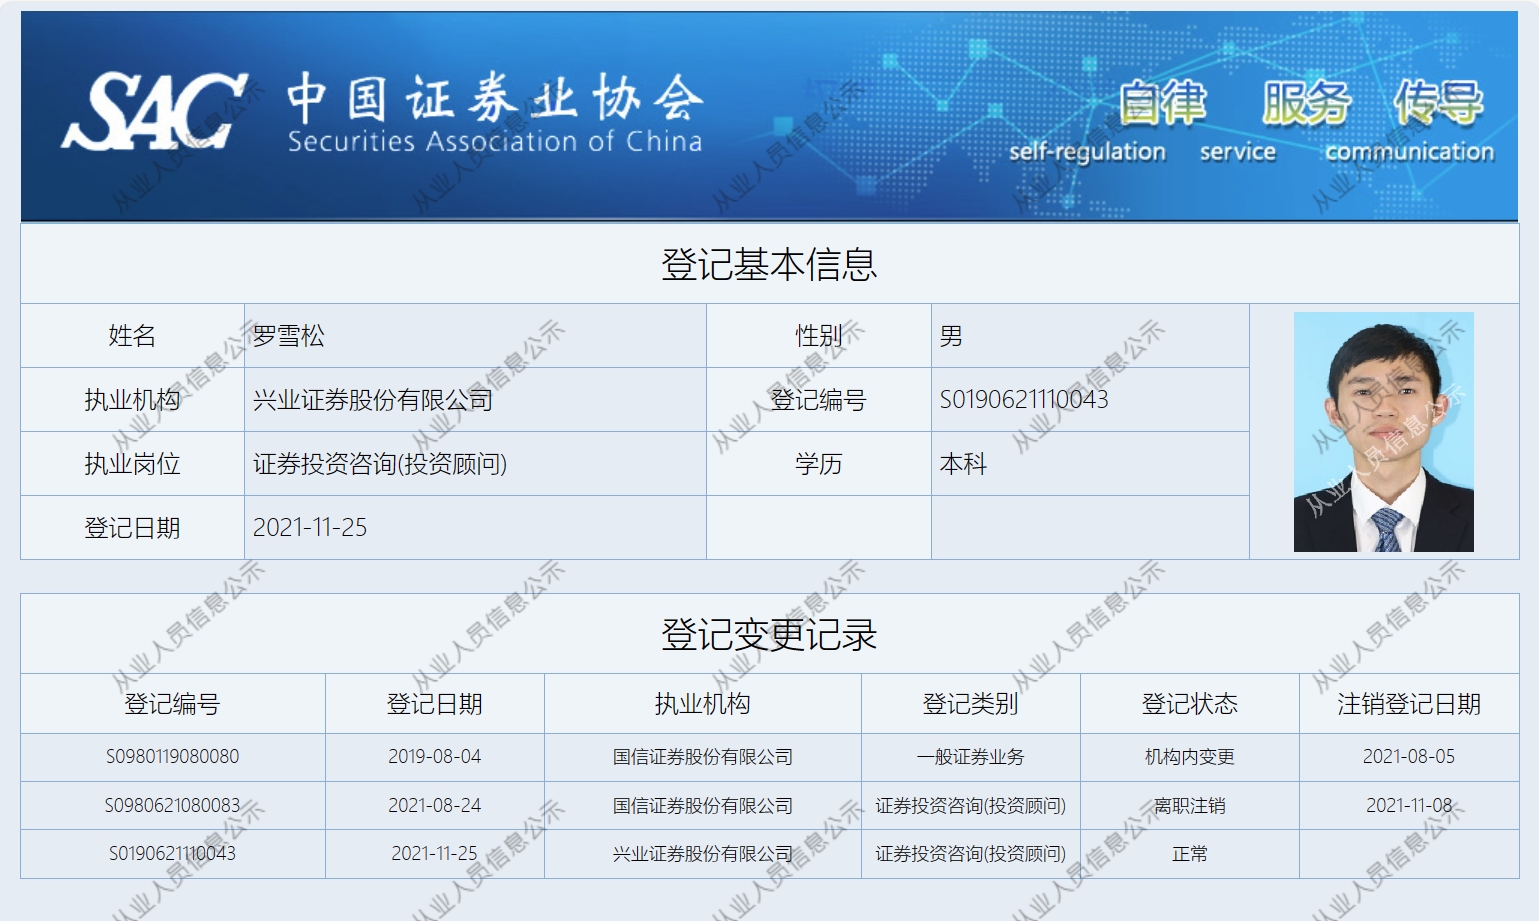 SAC 中国证券业协会
Securities Association of China
自律 服务 传导
self-regulation service communication
登记基本信息
姓名 罗雪松 性别 男
执业机构 兴业证券股份有限公司 登记编号 S0190621110043
执业岗位 证券投资咨询(投资顾问) 学历 本科
登记日期 2021-11-25
登记变更记录
登记编号 登记日期 执业机构 登记类别 登记状态 注销登记日期
S0980119080080 2019-08-04 国信证券股份有限公司 一般证券业务 机构内变更 2021-08-05
S0980621080083 2021-08-24 国信证券股份有限公司 证券投资咨询(投资顾问) 离职注销 2021-11-08
S0190621110043 2021-11-25 兴业证券股份有限公司 证券投资咨询(投资顾问) 正常
从业人员信息公示